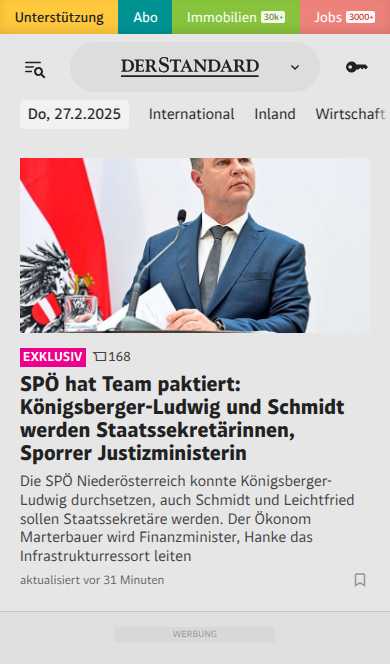 Unterstützung Abo Immobilien 30k+ Jobs 3000+
DERSTANDARD
Do, 27.2.2025 International Inland Wirtschaft
EXKLUSIV 168
SPÖ hat Team paktiert:
Königsberger-Ludwig und Schmidt
werden Staatssekretärinnen,
Sporrer Justizministerin
Die SPÖ Niederösterreich konnte Königsberger-
Ludwig durchsetzen, auch Schmidt und Leichtfried
sollen Staatssekretäre werden. Der Ökonom
Marterbauer wird Finanzminister, Hanke das
Infrastrukturressort leiten
aktualisiert vor 31 Minuten
WERBUNG